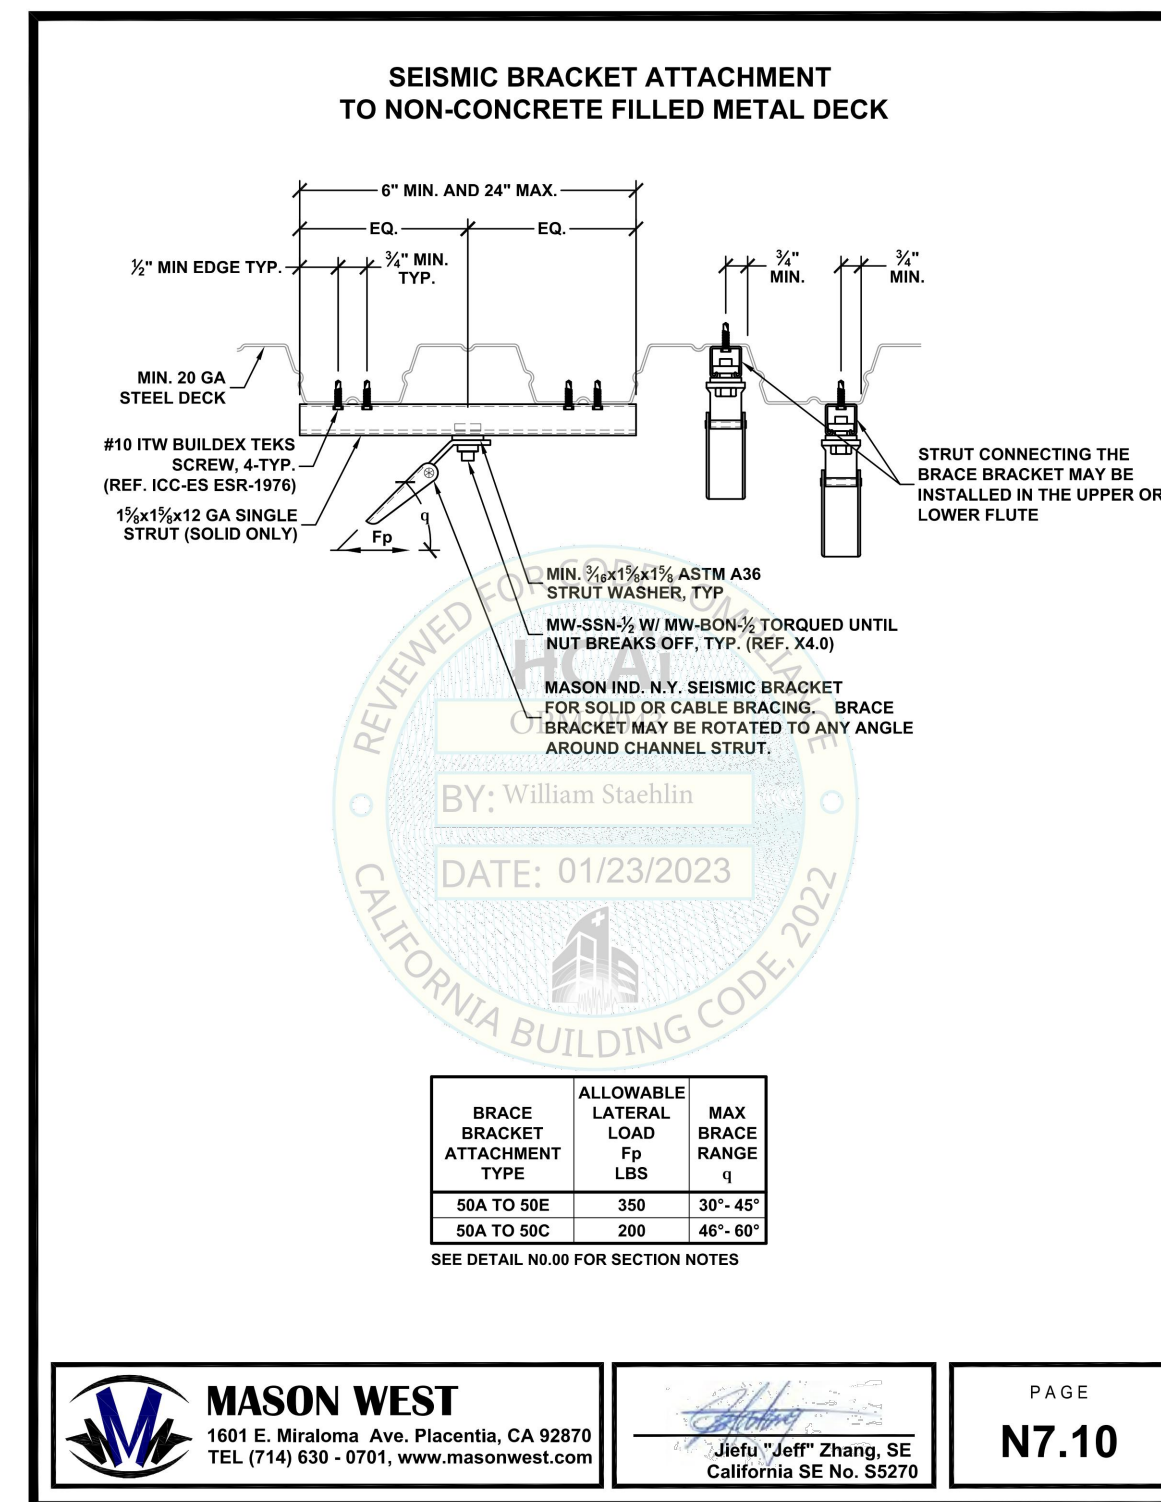 SEISMIC BRACKET ATTACHMENT
TO NON-CONCRETE FILLED METAL DECK
6" MIN. AND 24" MAX.
EQ.
EQ.
½" MIN EDGE TYP.
¾" MIN.
TYP.
¾"
MIN.
¾"
MIN.
MIN. 20 GA
STEEL DECK
#10 ITW BUILDEX TEKS
SCREW, 4-TYP.
(REF. ICC-ES ESR-1976)
1⅝x1⅝x12 GA SINGLE
STRUT (SOLID ONLY)
Fp
q
STRUT CONNECTING THE
BRACE BRACKET MAY BE
INSTALLED IN THE UPPER OR
LOWER FLUTE
MIN. 3⁄16x1⅝x1⅝ ASTM A36
STRUT WASHER, TYP
MW-SSN-½ W/ MW-BON-½ TORQUED UNTIL
NUT BREAKS OFF, TYP. (REF. X4.0)
MASON IND. N.Y. SEISMIC BRACKET
FOR SOLID OR CABLE BRACING. BRACE
BRACKET MAY BE ROTATED TO ANY ANGLE
AROUND CHANNEL STRUT.
REVIEWED FOR CODE COMPLIANCE
HCAi
OPM-0043
BY: William Staehlin
DATE: 01/23/2023
CALIFORNIA BUILDING CODE, 2022
BRACE BRACKET ATTACHMENT TYPE
ALLOWABLE LATERAL LOAD Fp LBS
MAX BRACE RANGE q
50A TO 50E 350 30°- 45°
50A TO 50C 200 46°- 60°
SEE DETAIL N0.00 FOR SECTION NOTES
MASON WEST
1601 E. Miraloma Ave. Placentia, CA 92870
TEL (714) 630 - 0701, www.masonwest.com
Jiefu "Jeff" Zhang, SE
California SE No. S5270
PAGE
N7.10